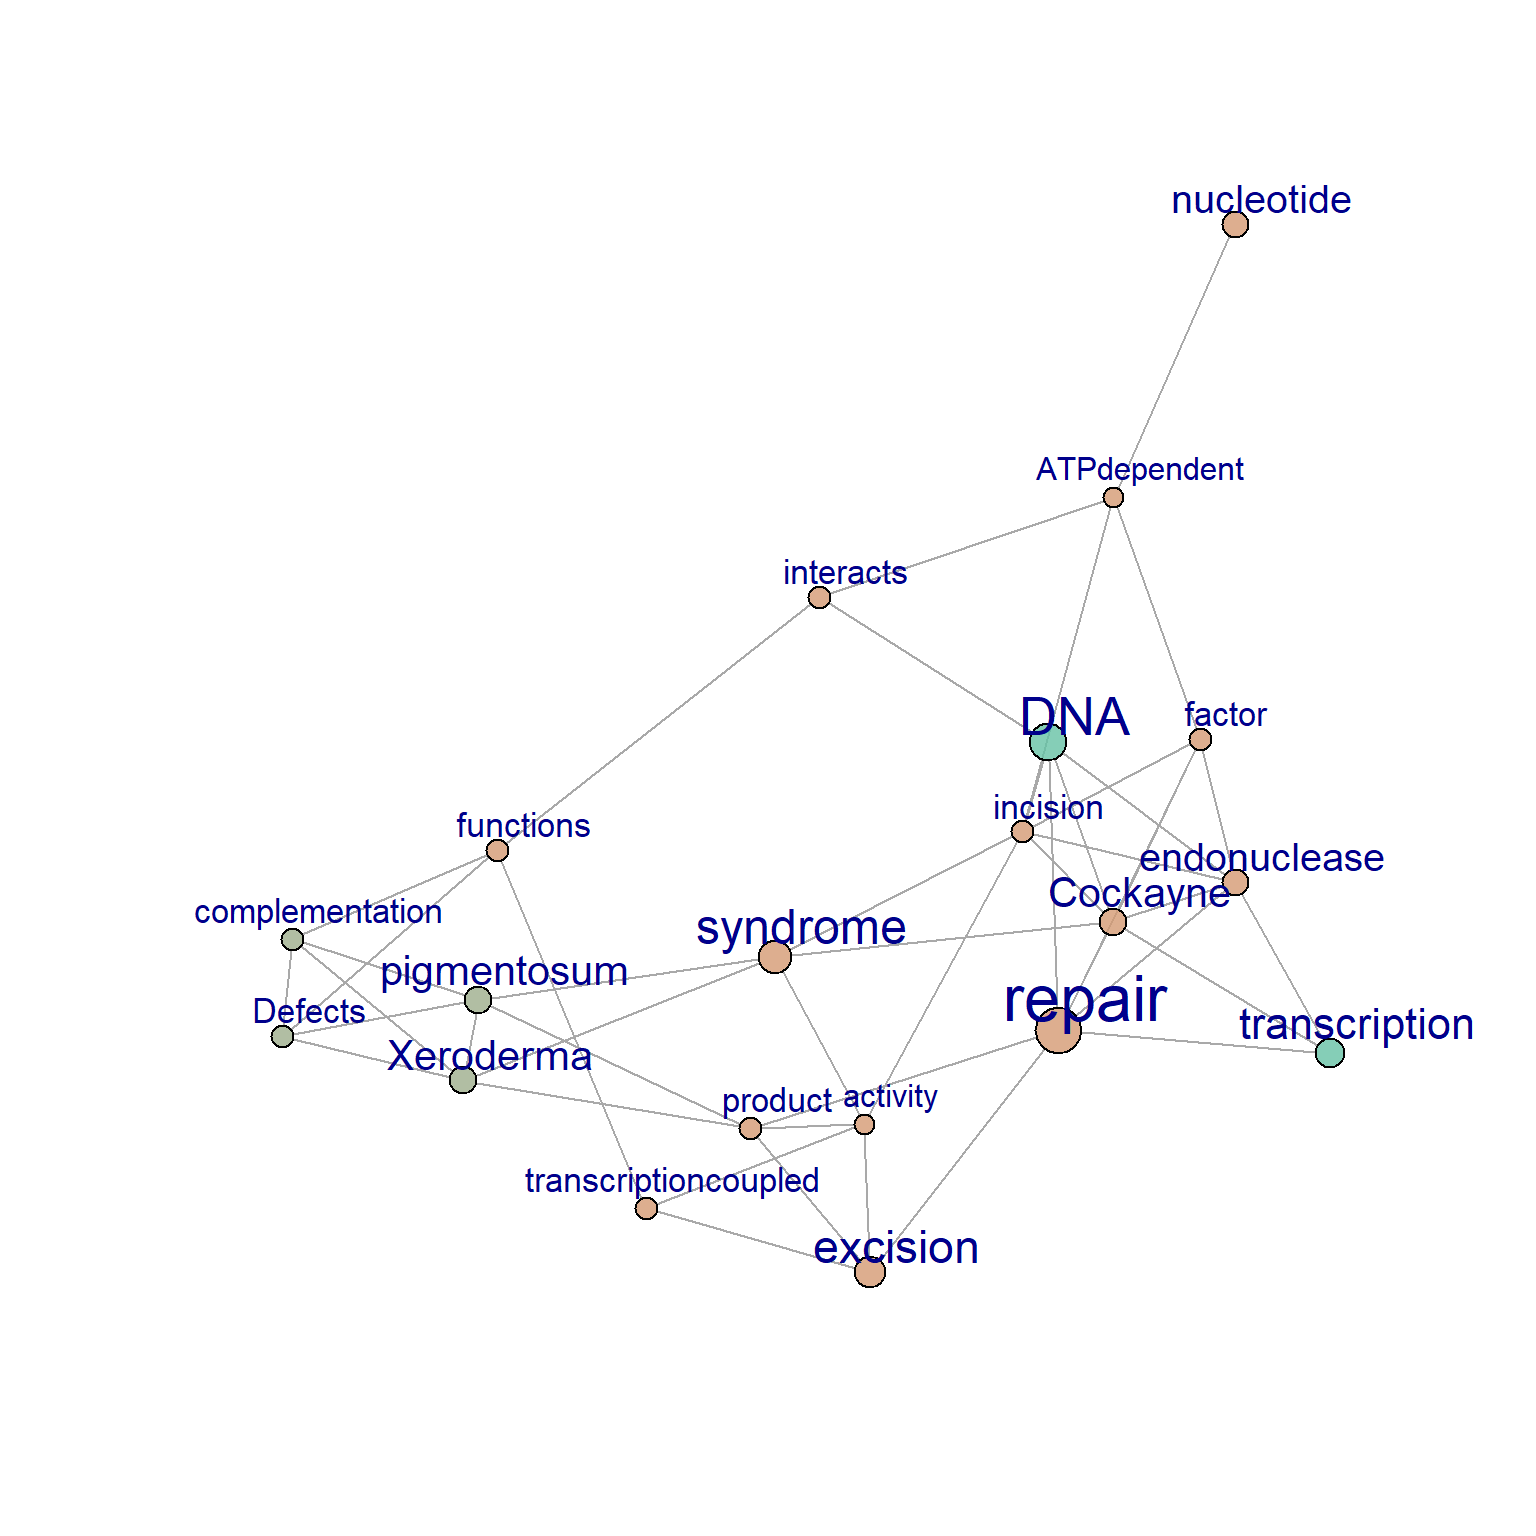 nucleotide
ATPdependent
interacts
DNA
factor
incision
functions
endonuclease
Cockayne
complementation
syndrome
pigmentosum
repair
Defects
transcription
Xeroderma
product
activity
transcriptioncoupled
excision